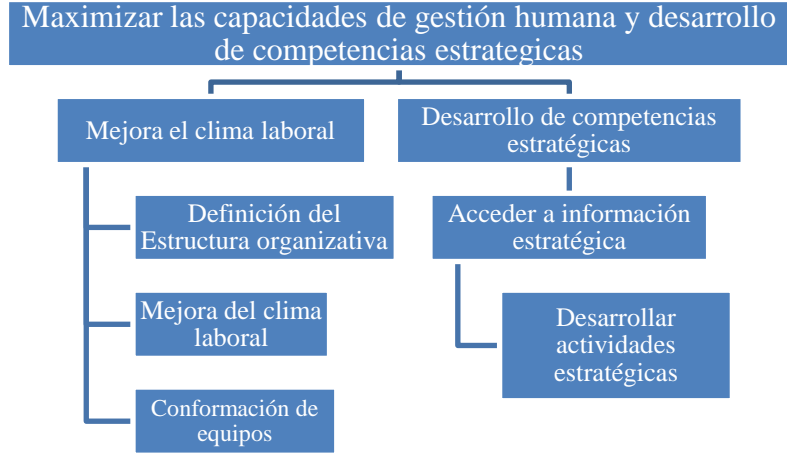 Maximizar las capacidades de gestión humana y desarrollo
de competencias estrategicas
Mejora el clima laboral
Definición del
Estructura organizativa
Mejora del clima
laboral
Conformación de
equipos
Desarrollo de competencias
estratégicas
Acceder a información
estratégica
Desarrollar
actividades
estratégicas